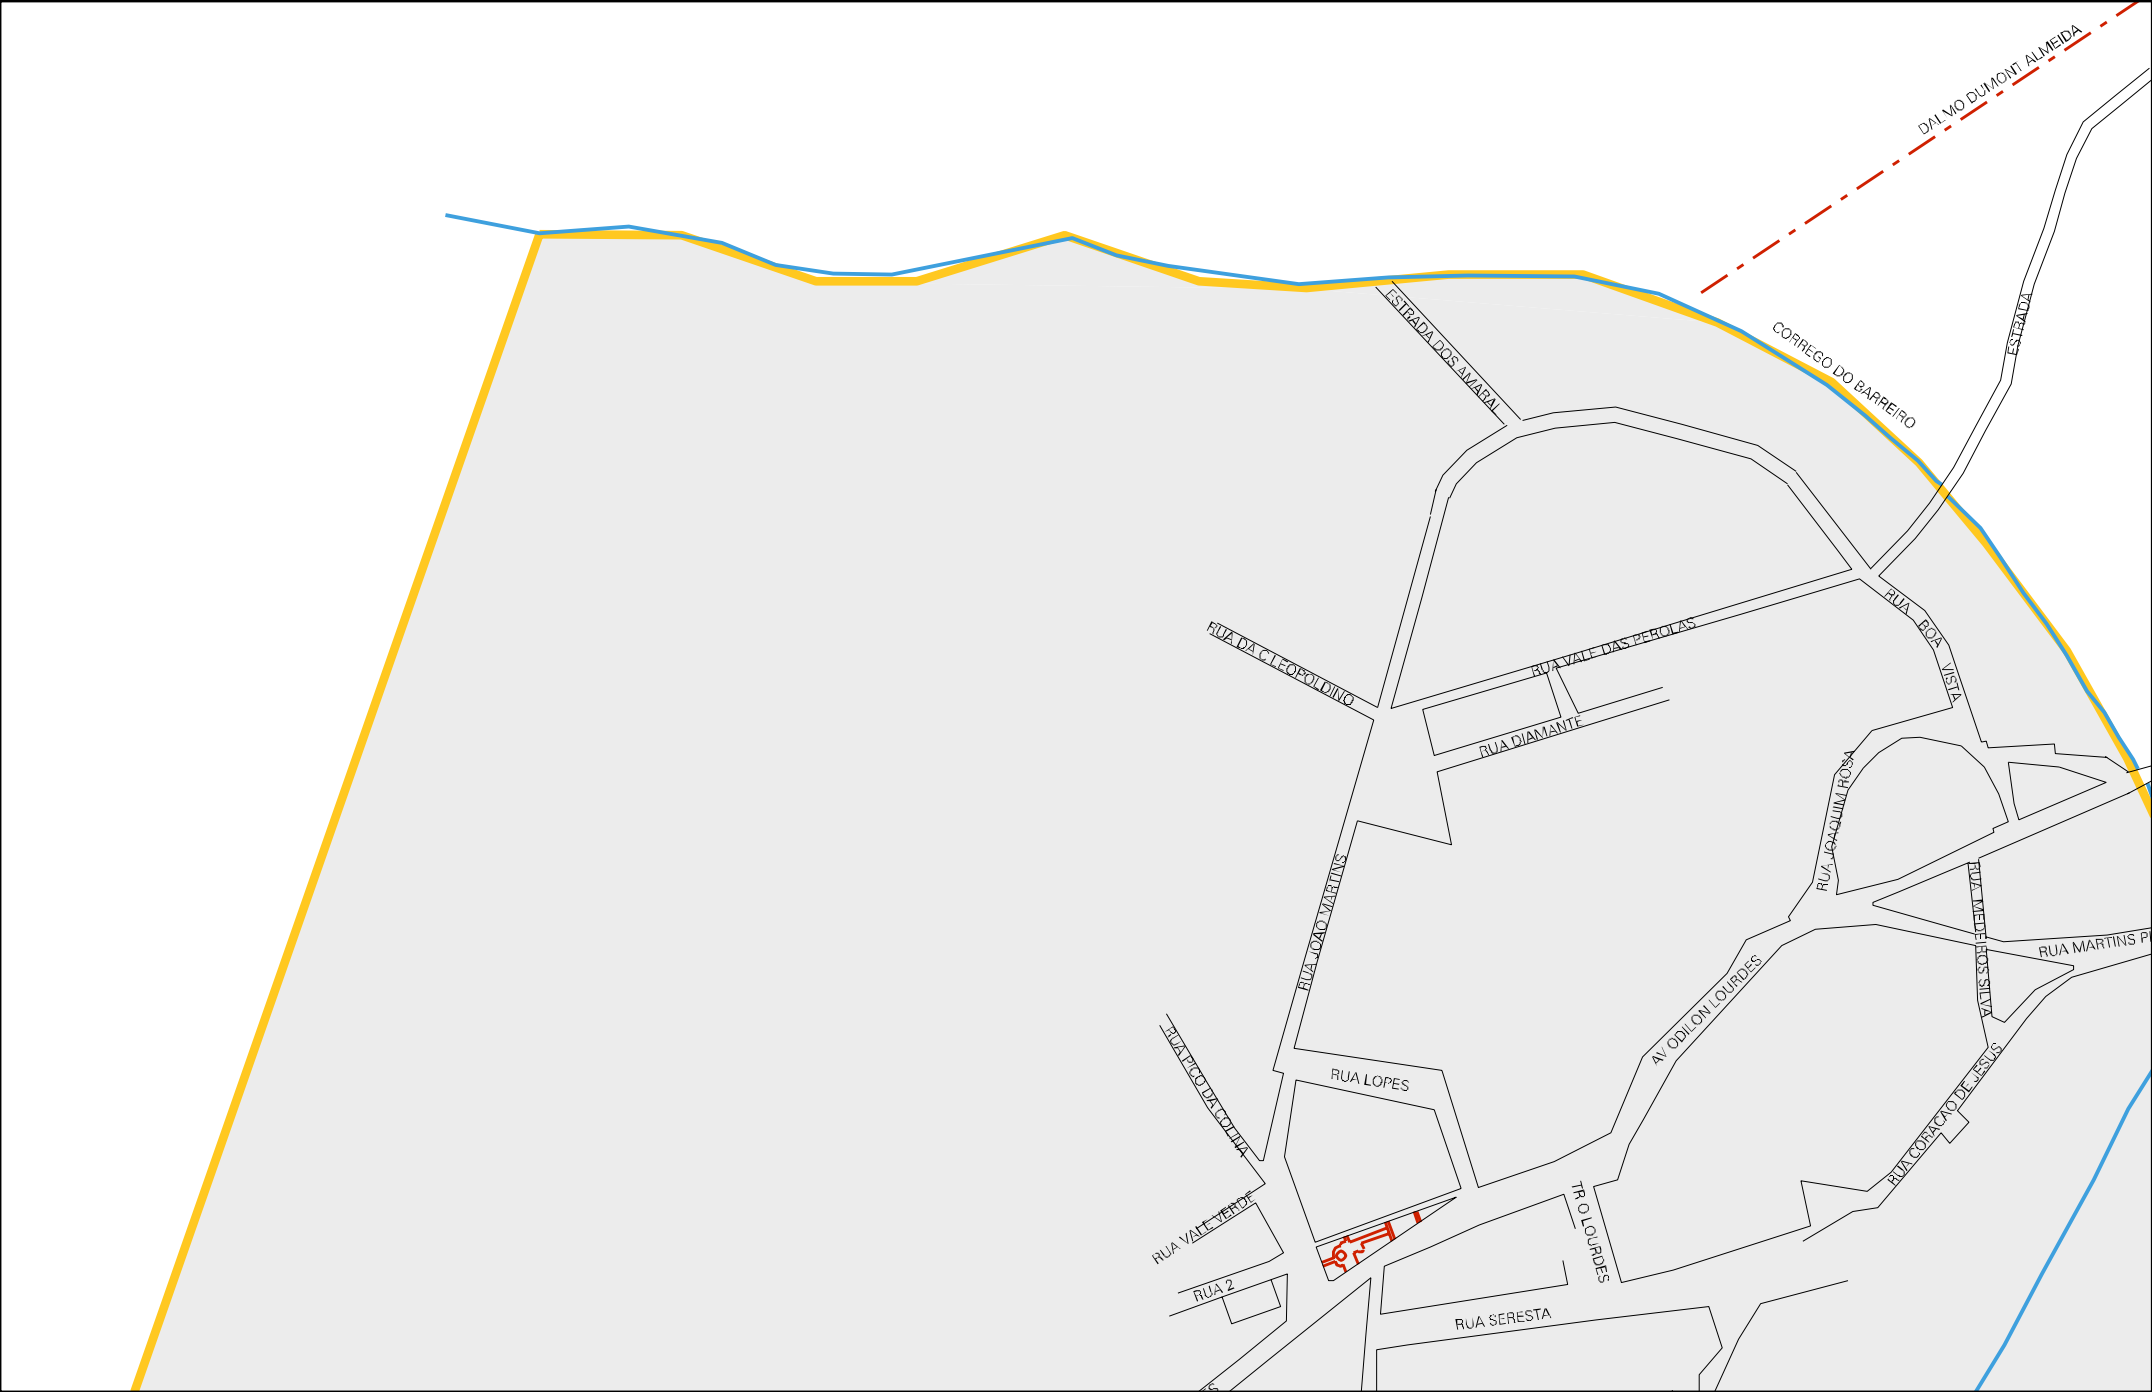 DALMO DUMONT ALMEIDA
ESTRADA
CORREGO DO BARREIRO
ESTRADA DOS AMARAL
RUA BOA VISTA
RUA DA C LEOPOLDINO
RUA VALE DAS PEROLAS
RUA DIAMANTE
RUA JOAQUIM ROSA
RUA JOAO MARTINS
RUA MEDEIROS SILVA
RUA MARTINS
AV ODILON LOURDES
RUA PICO DA COLINA
RUA LOPES
RUA CORACAO DE JESUS
RUA VALE VERDE
TR O LOURDES
RUA 2
RUA SERESTA